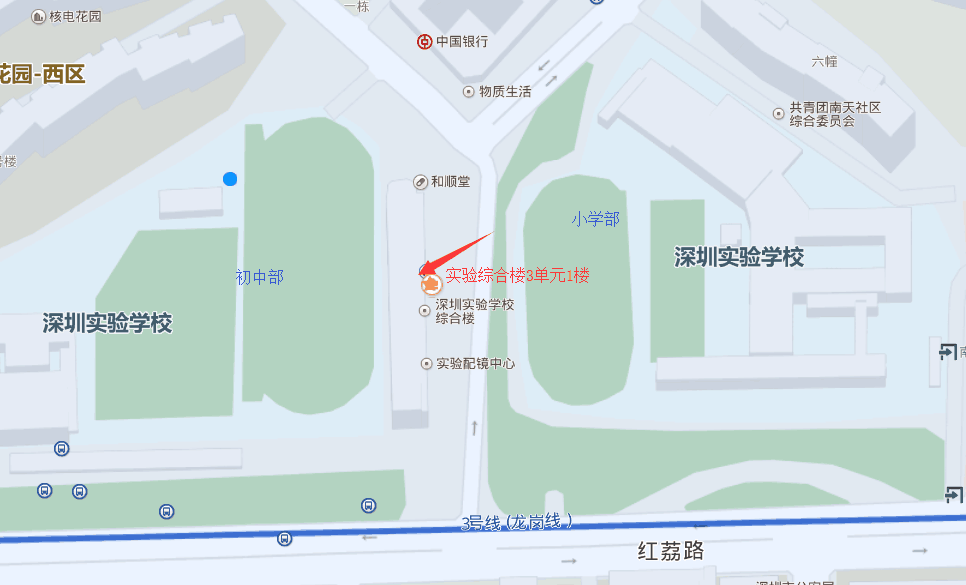 一栋
核电花园
中国银行
六幢
花园-西区
物质生活
共青团南天社区
综合委员会
号楼
和顺堂
小学部
深圳实验学校
初中部
实验综合楼3单元1楼
深圳实验学校
综合楼
深圳实验学校
南
实验配镜中心
3号线 (龙岗线 )
红荔路